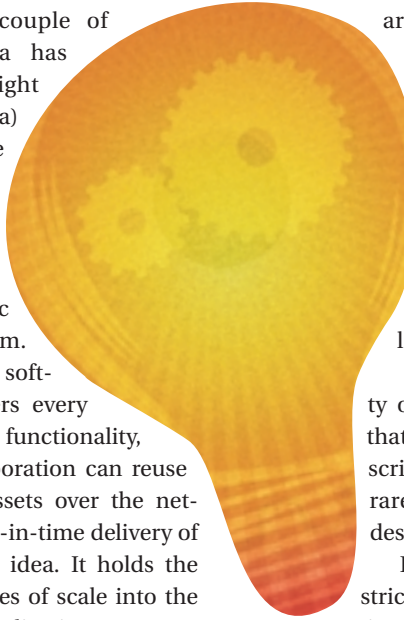 couple of
a has
ight
a)
e
c
m.
soft-
rs every
functionality,
oration can reuse
ssets over the net-
-in-time delivery of
idea. It holds the
es of scale into the
ar
l
ty o
that
scri
rare
des
stric